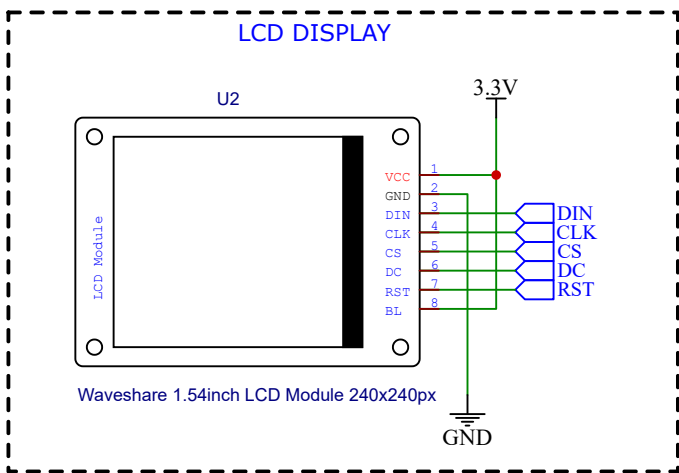 LCD DISPLAY
U2
3.3V
LCD Module
VCC 1
GND 2
DIN 3 DIN
CLK 4 CLK
CS 5 CS
DC 6 DC
RST 7 RST
BL 8
Waveshare 1.54inch LCD Module 240x240px
GND